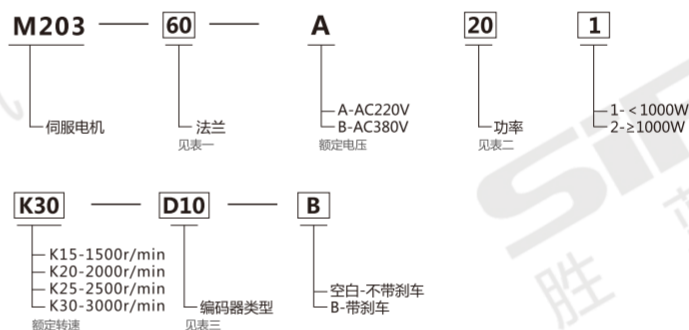 M203 — 60 — A 20 1
A-AC220V
B-AC380V
1-＜1000W
2-≥1000W
伺服电机 法兰 功率
见表一 额定电压 见表二
K30 — D10 — B
K15-1500r/min
K20-2000r/min
K25-2500r/min
K30-3000r/min
编码器类型
空白-不带刹车
B-带刹车
额定转速 见表三
胜